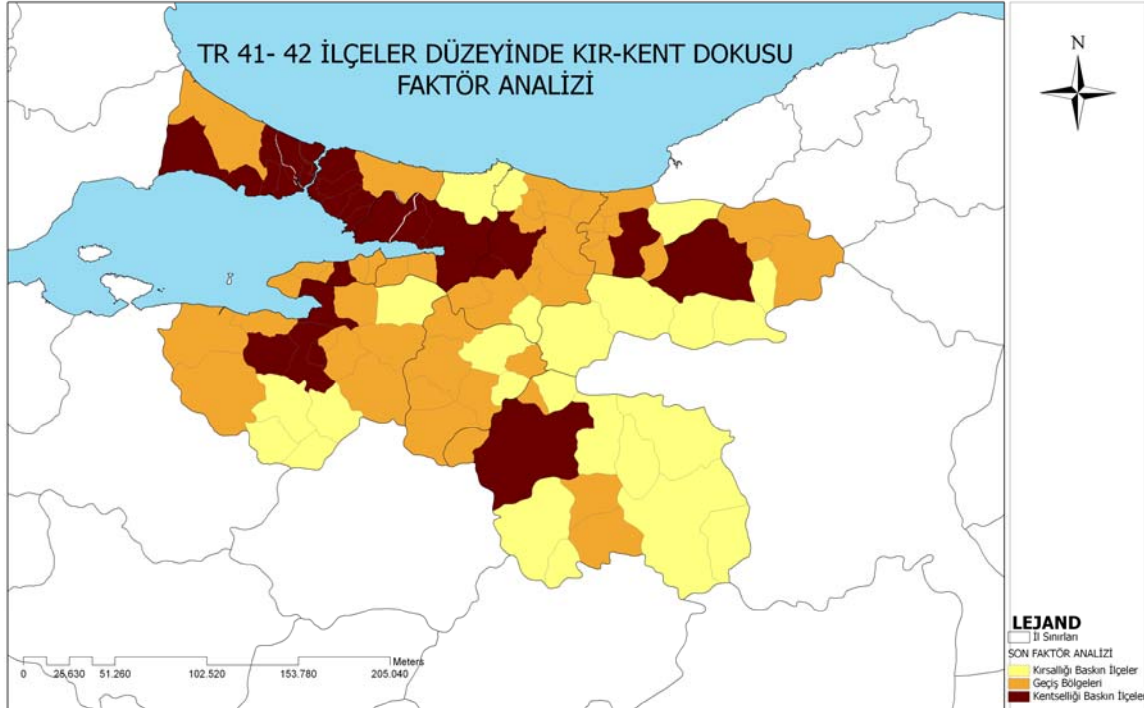 TR 41- 42 İLÇELER DÜZEYİNDE KIR-KENT DOKUSU
FAKTÖR ANALİZİ
N
Meters
0 25.630 51.260 102.520 153.780 205.040
LEJAND
İl Sınırları
SON FAKTÖR ANALİZİ
Kırsallığı Baskın İlçeler
Geçiş Bölgeleri
Kentselliği Baskın İlçeler